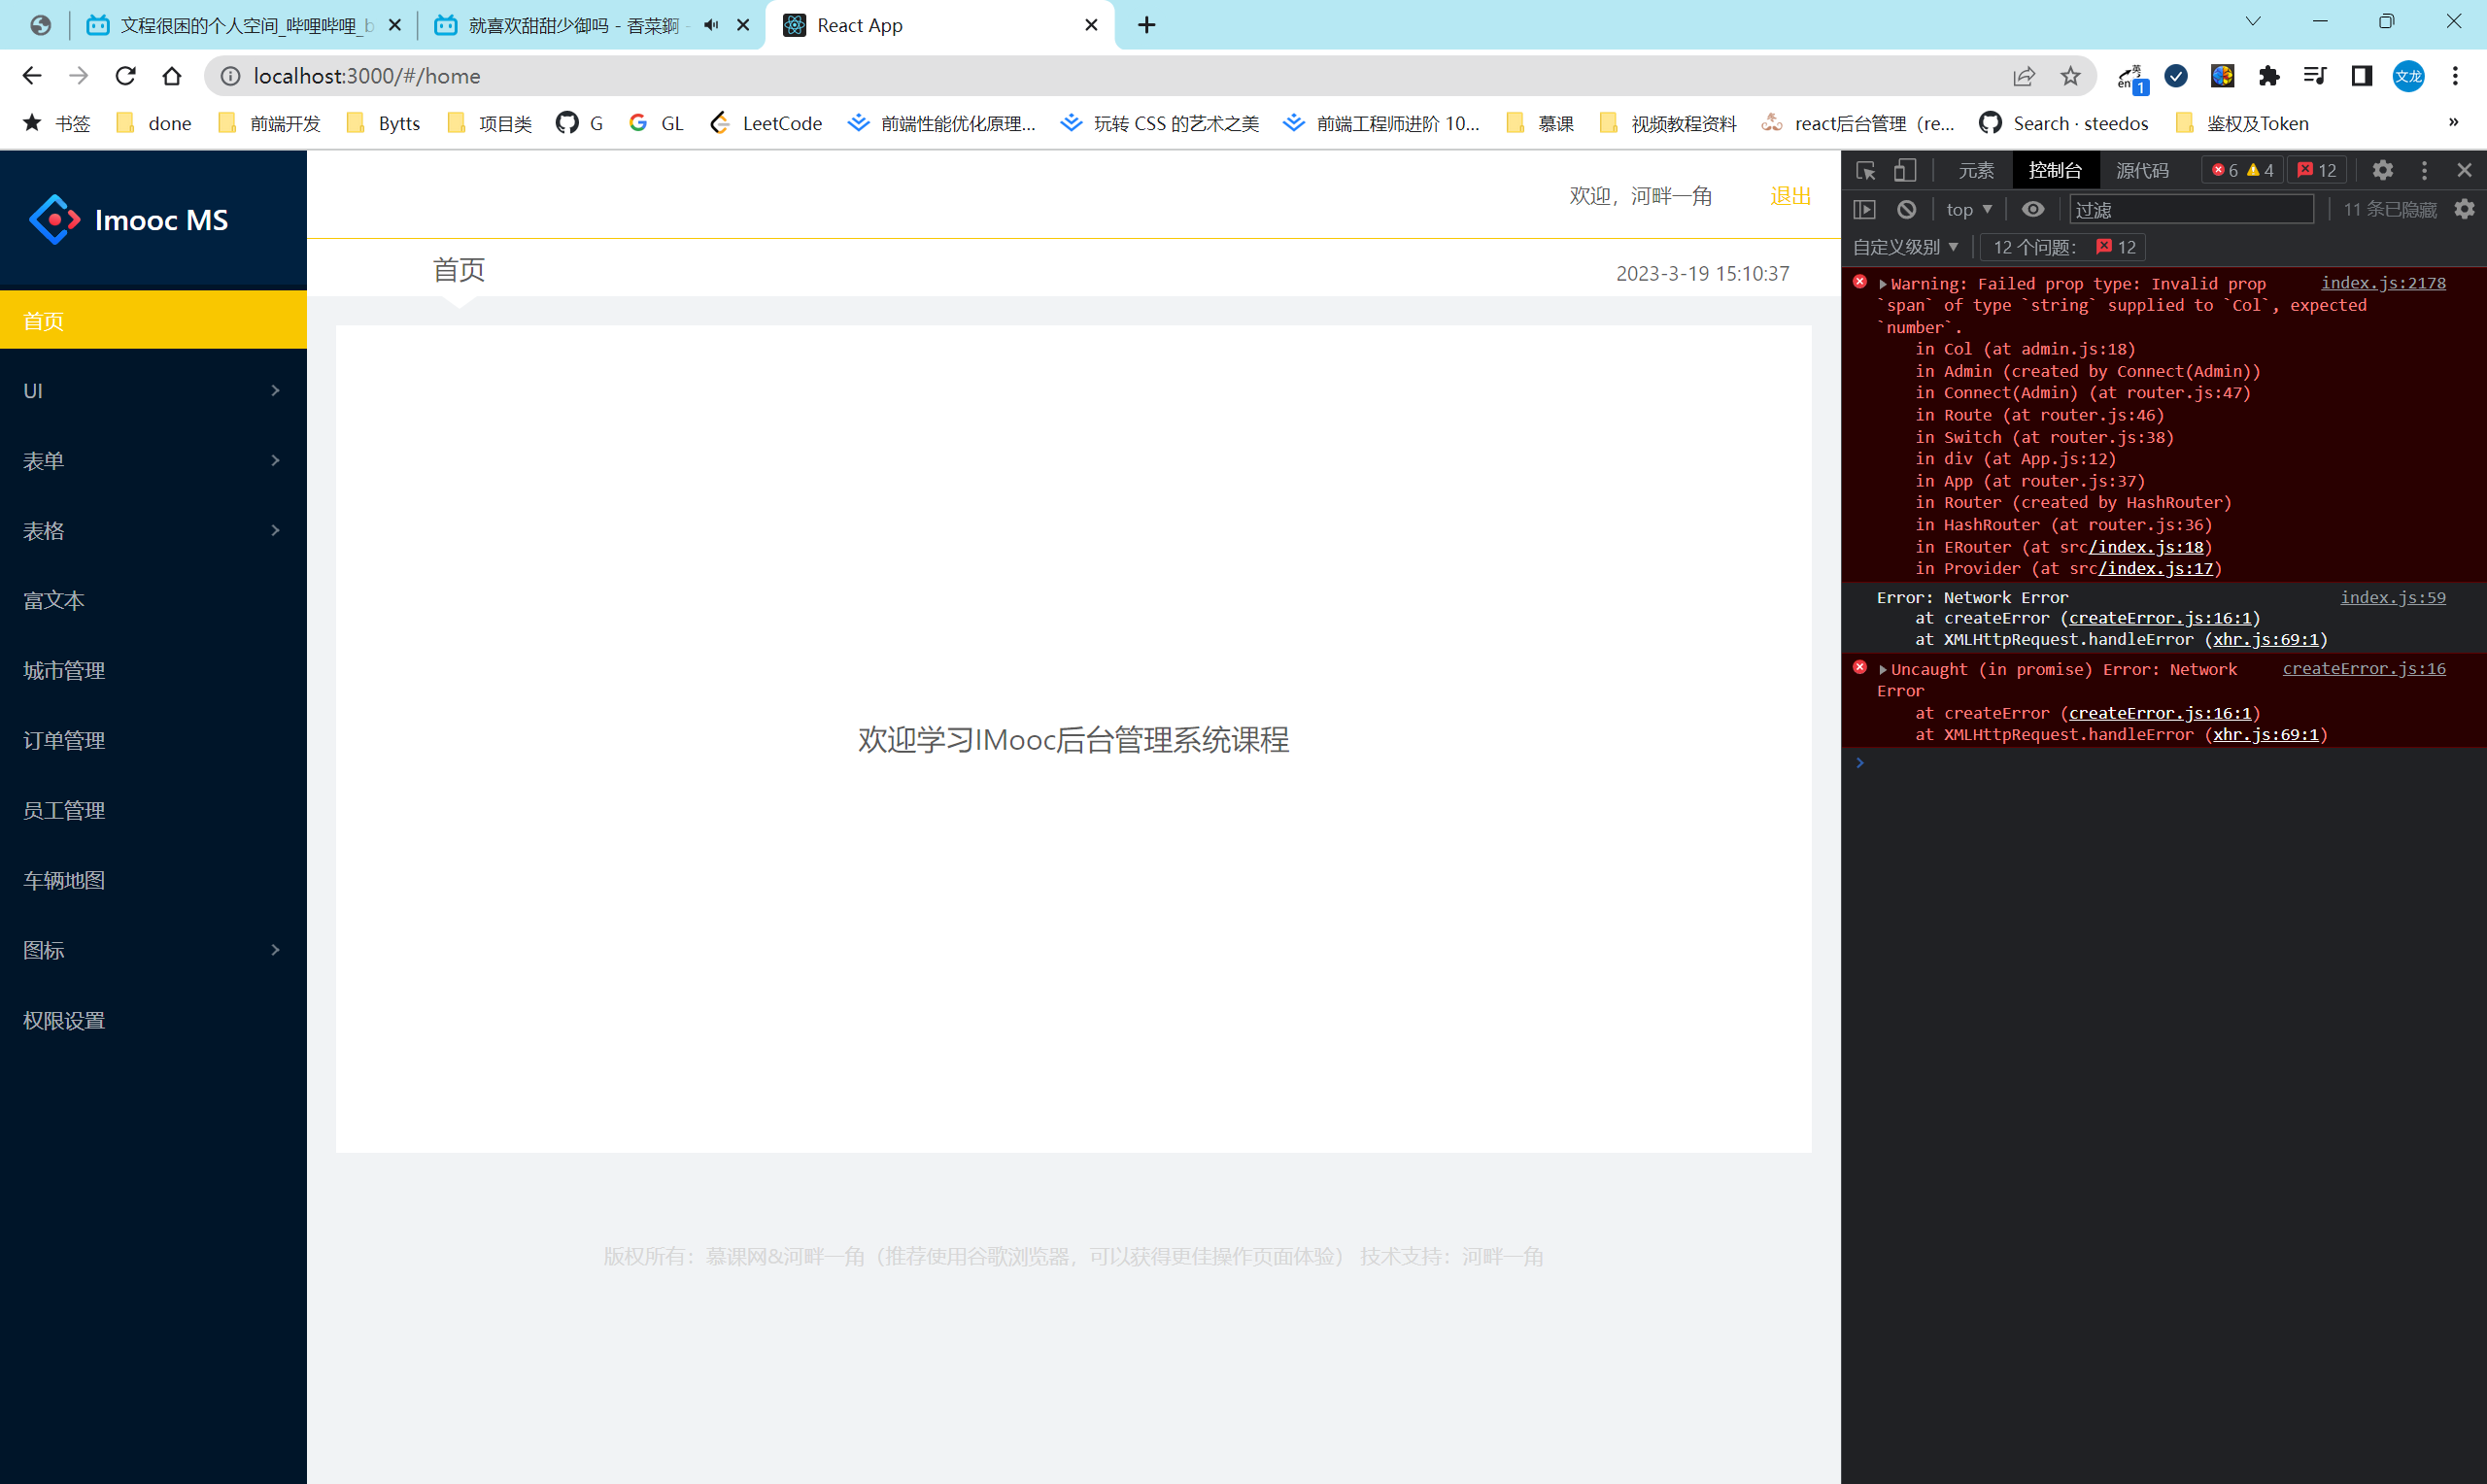 文程很困的个人空间_哔哩哔哩_b
就喜欢甜甜少御吗 - 香菜锕 -
React App
localhost:3000/#/home
英
en
1
文龙
书签
done
前端开发
Bytts
项目类
G
GL
LeetCode
前端性能优化原理...
玩转 CSS 的艺术之美
前端工程师进阶 10...
慕课
视频教程资料
react后台管理（re...
Search · steedos
鉴权及Token
»
Imooc MS
首页
UI
表单
表格
富文本
城市管理
订单管理
员工管理
车辆地图
图标
权限设置
欢迎，河畔一角
退出
首页
2023-3-19 15:10:37
欢迎学习IMooc后台管理系统课程
版权所有：慕课网&河畔一角（推荐使用谷歌浏览器，可以获得更佳操作页面体验） 技术支持：河畔一角
元素
控制台
源代码
6
4
12
top
过滤
11 条已隐藏
自定义级别
12 个问题：
12
Warning: Failed prop type: Invalid prop index.js:2178
`span` of type `string` supplied to `Col`, expected
`number`.
in Col (at admin.js:18)
in Admin (created by Connect(Admin))
in Connect(Admin) (at router.js:47)
in Route (at router.js:46)
in Switch (at router.js:38)
in div (at App.js:12)
in App (at router.js:37)
in Router (created by HashRouter)
in HashRouter (at router.js:36)
in ERouter (at src/index.js:18)
in Provider (at src/index.js:17)
Error: Network Error index.js:59
at createError (createError.js:16:1)
at XMLHttpRequest.handleError (xhr.js:69:1)
Uncaught (in promise) Error: Network createError.js:16
Error
at createError (createError.js:16:1)
at XMLHttpRequest.handleError (xhr.js:69:1)